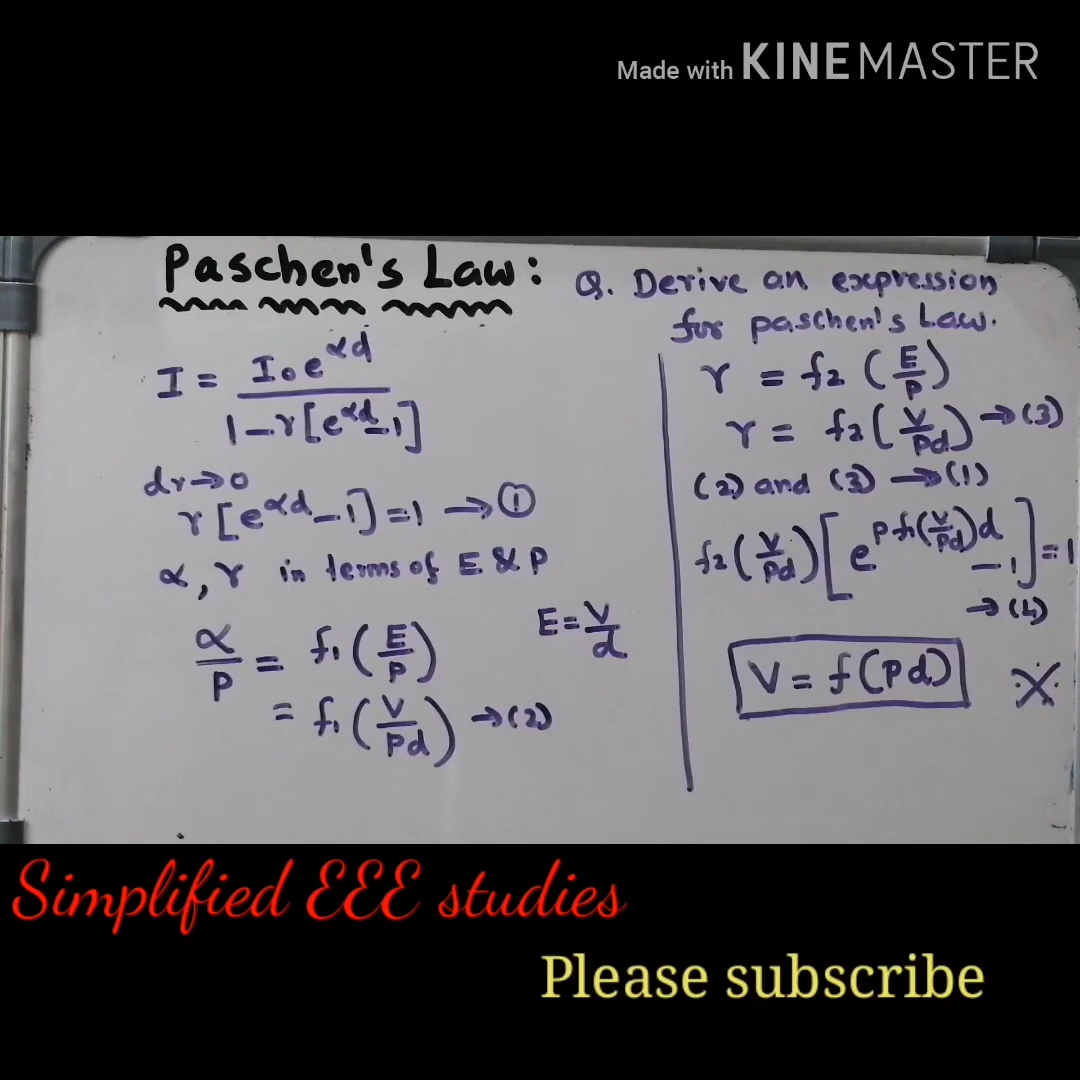 Made with KINEMASTER
Paschen's Law:
I = I₀e^αd / 1-γ[e^αd-1]
dr→0
γ[e^αd-1]=1 →①
α, γ in terms of E & P
α/P = f₁(E/P)
E=V/d
= f₁(V/Pd) →(2)
Q. Derive an expression
for paschen's Law.
γ = f₂(E/P)
γ = f₂(V/Pd) →(3)
(2) and (3) →(1)
f₂(V/Pd)[e^Pf₁(V/Pd)d -1]=1
V = f(Pd)
Simplified EEE studies
Please subscribe